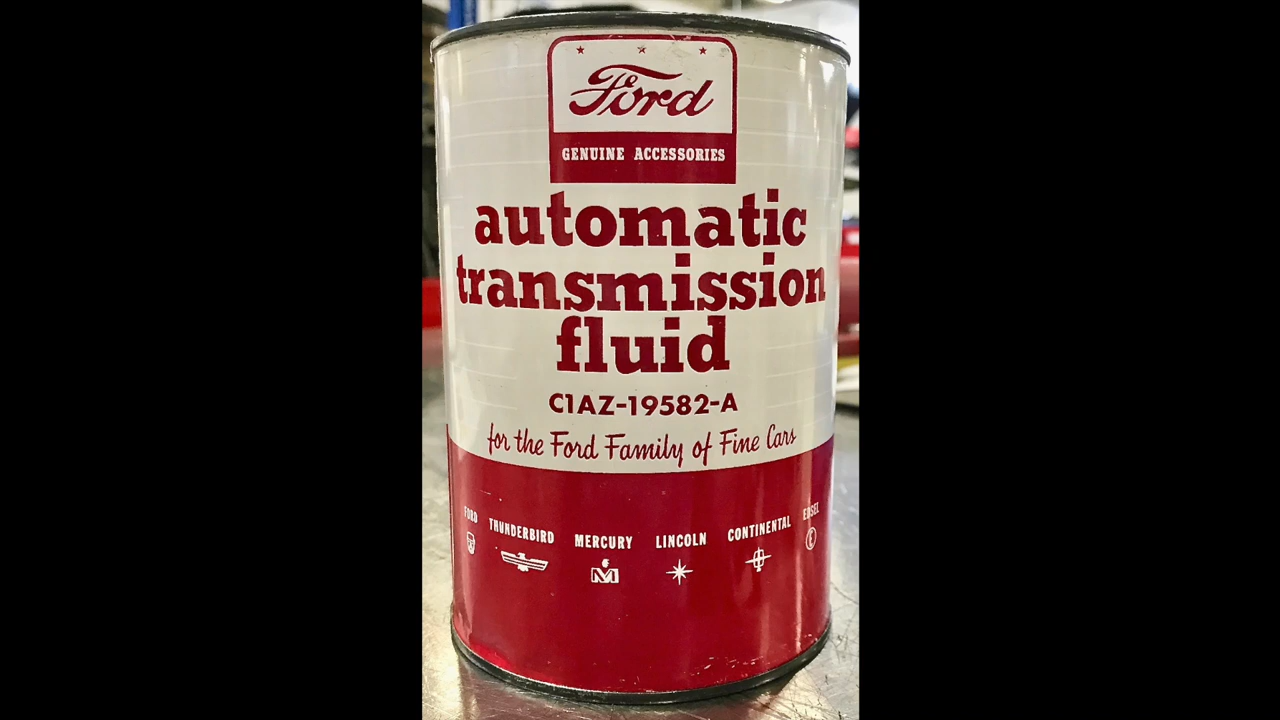 Ford
GENUINE ACCESSORIES
automatic
transmission
fluid
C1AZ-19582-A
for the Ford Family of Fine Cars
FORD THUNDERBIRD MERCURY LINCOLN CONTINENTAL EDSEL
M E